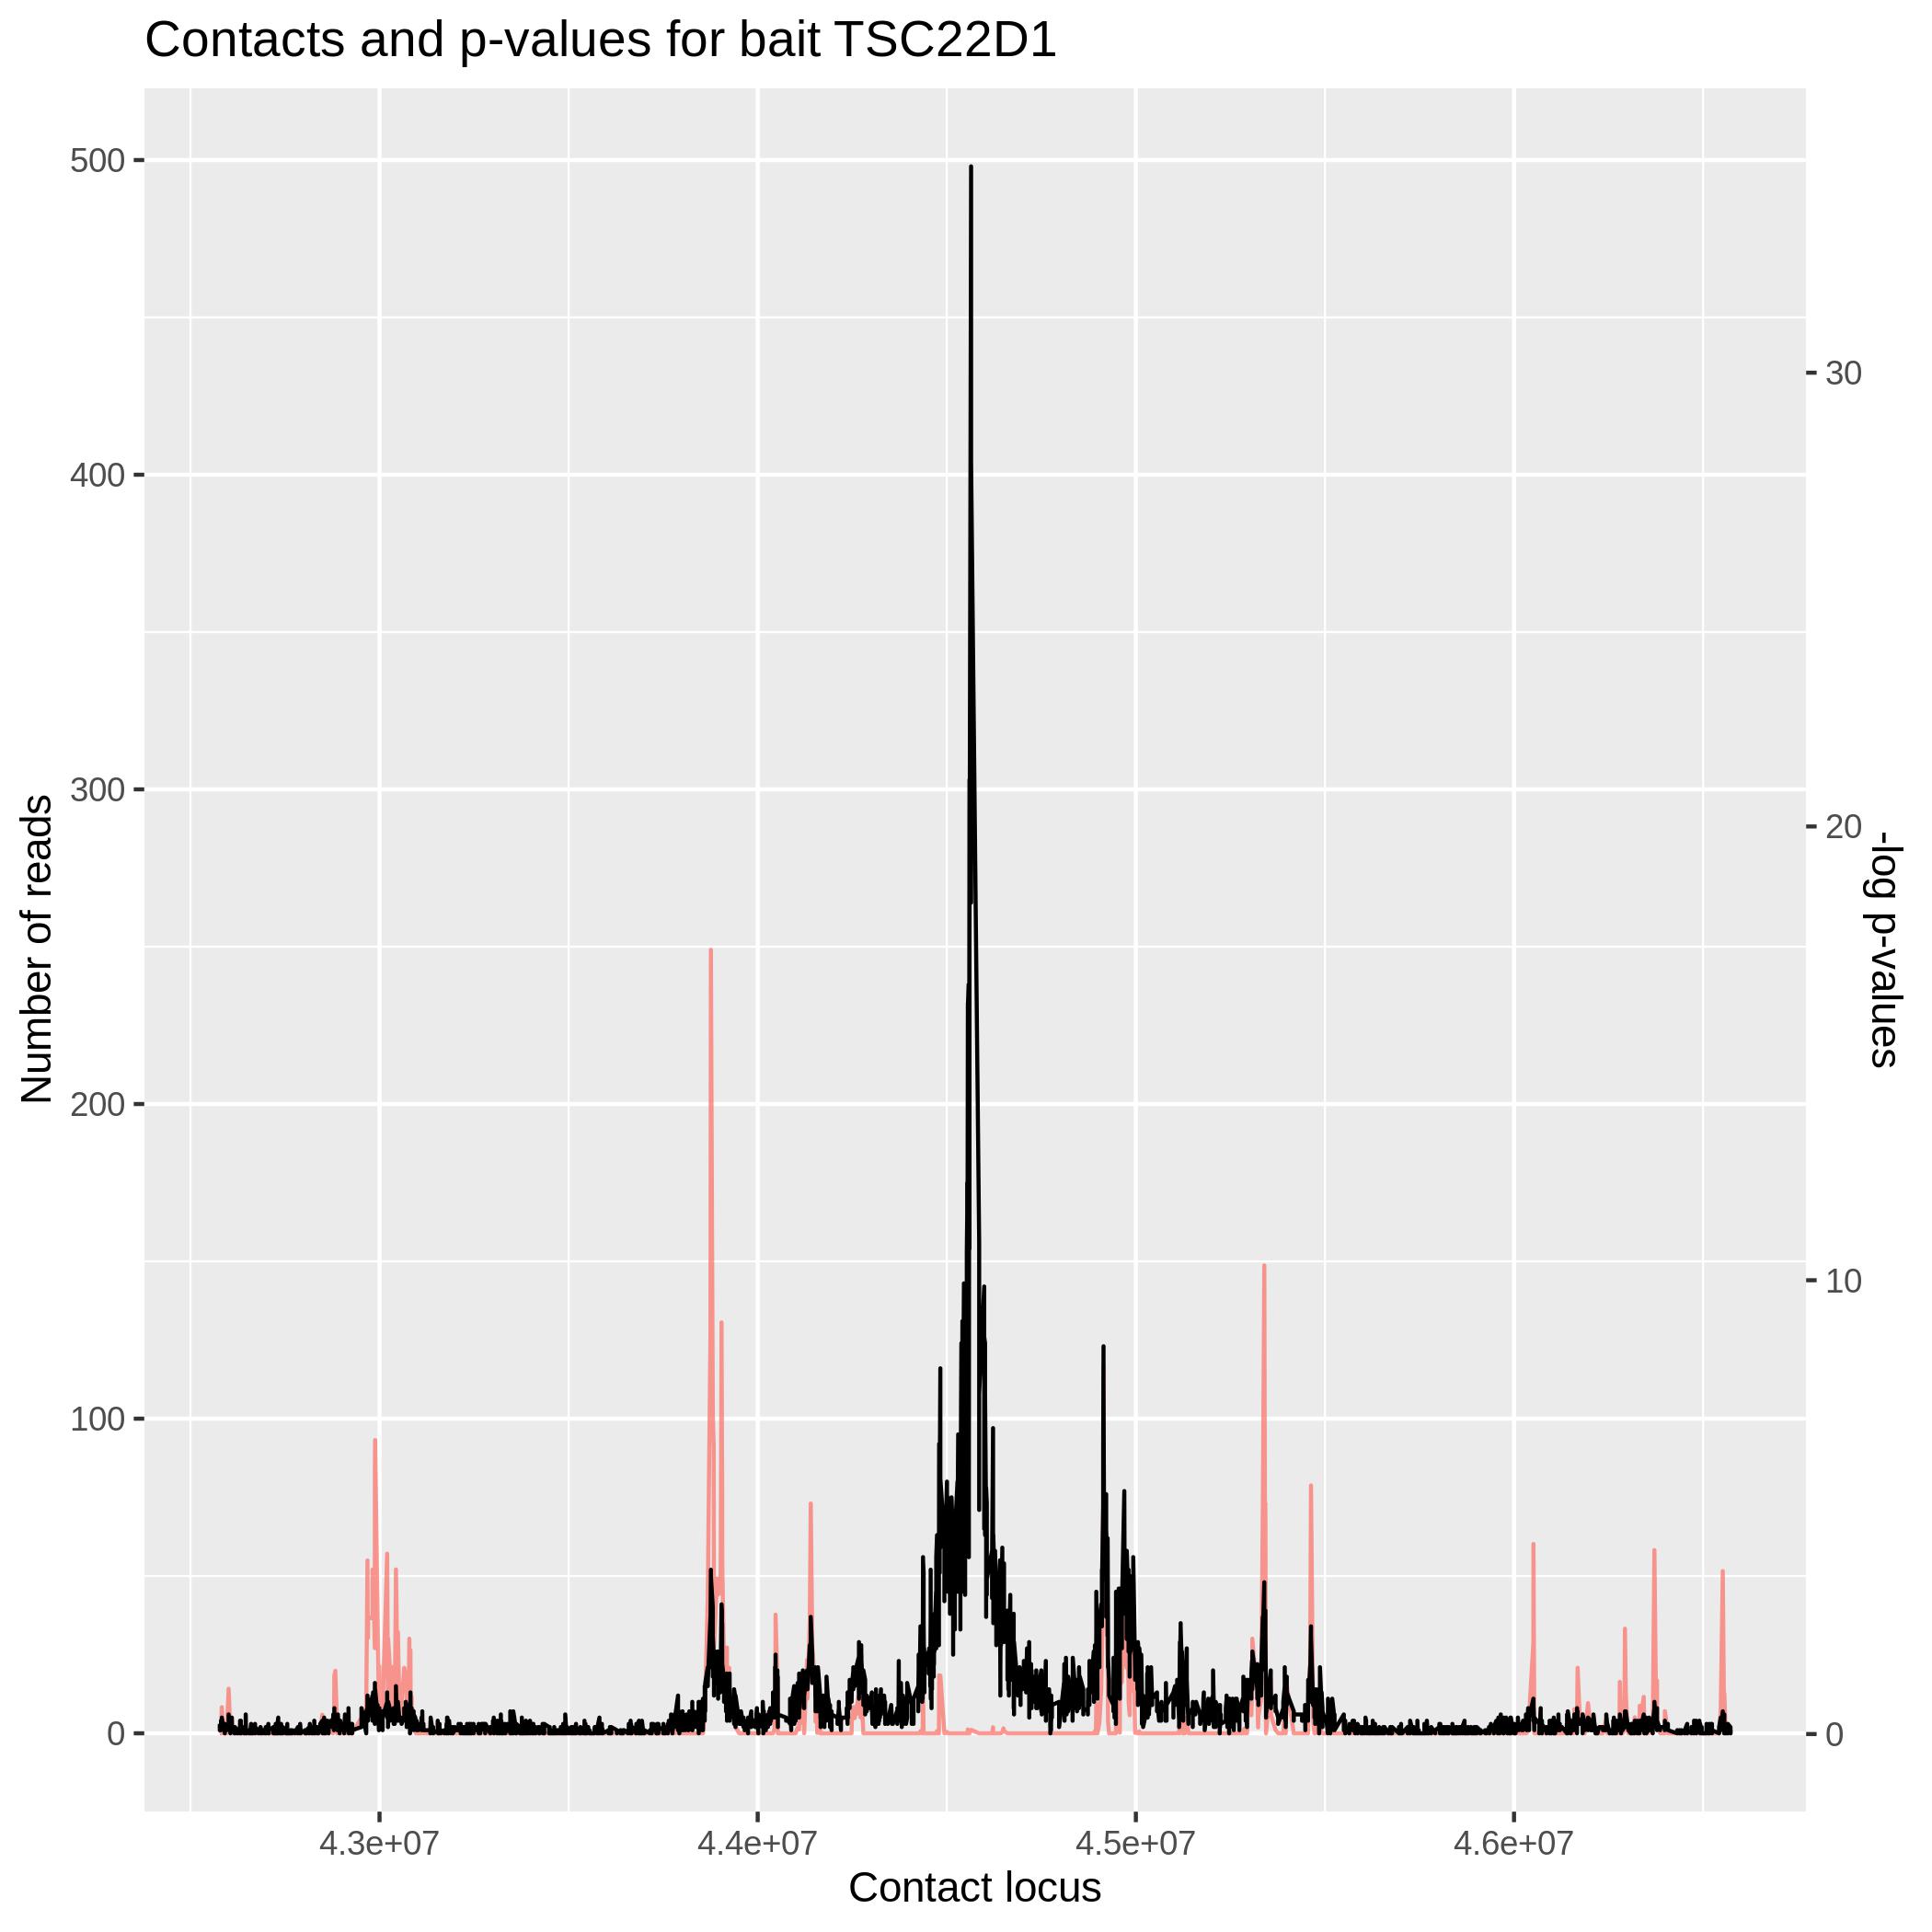 Contacts and p-values for bait TSC22D1
500
400
300
200
100
0
Number of reads
30
20
10
0
-log p-values
4.3e+07 4.4e+07 4.5e+07 4.6e+07
Contact locus